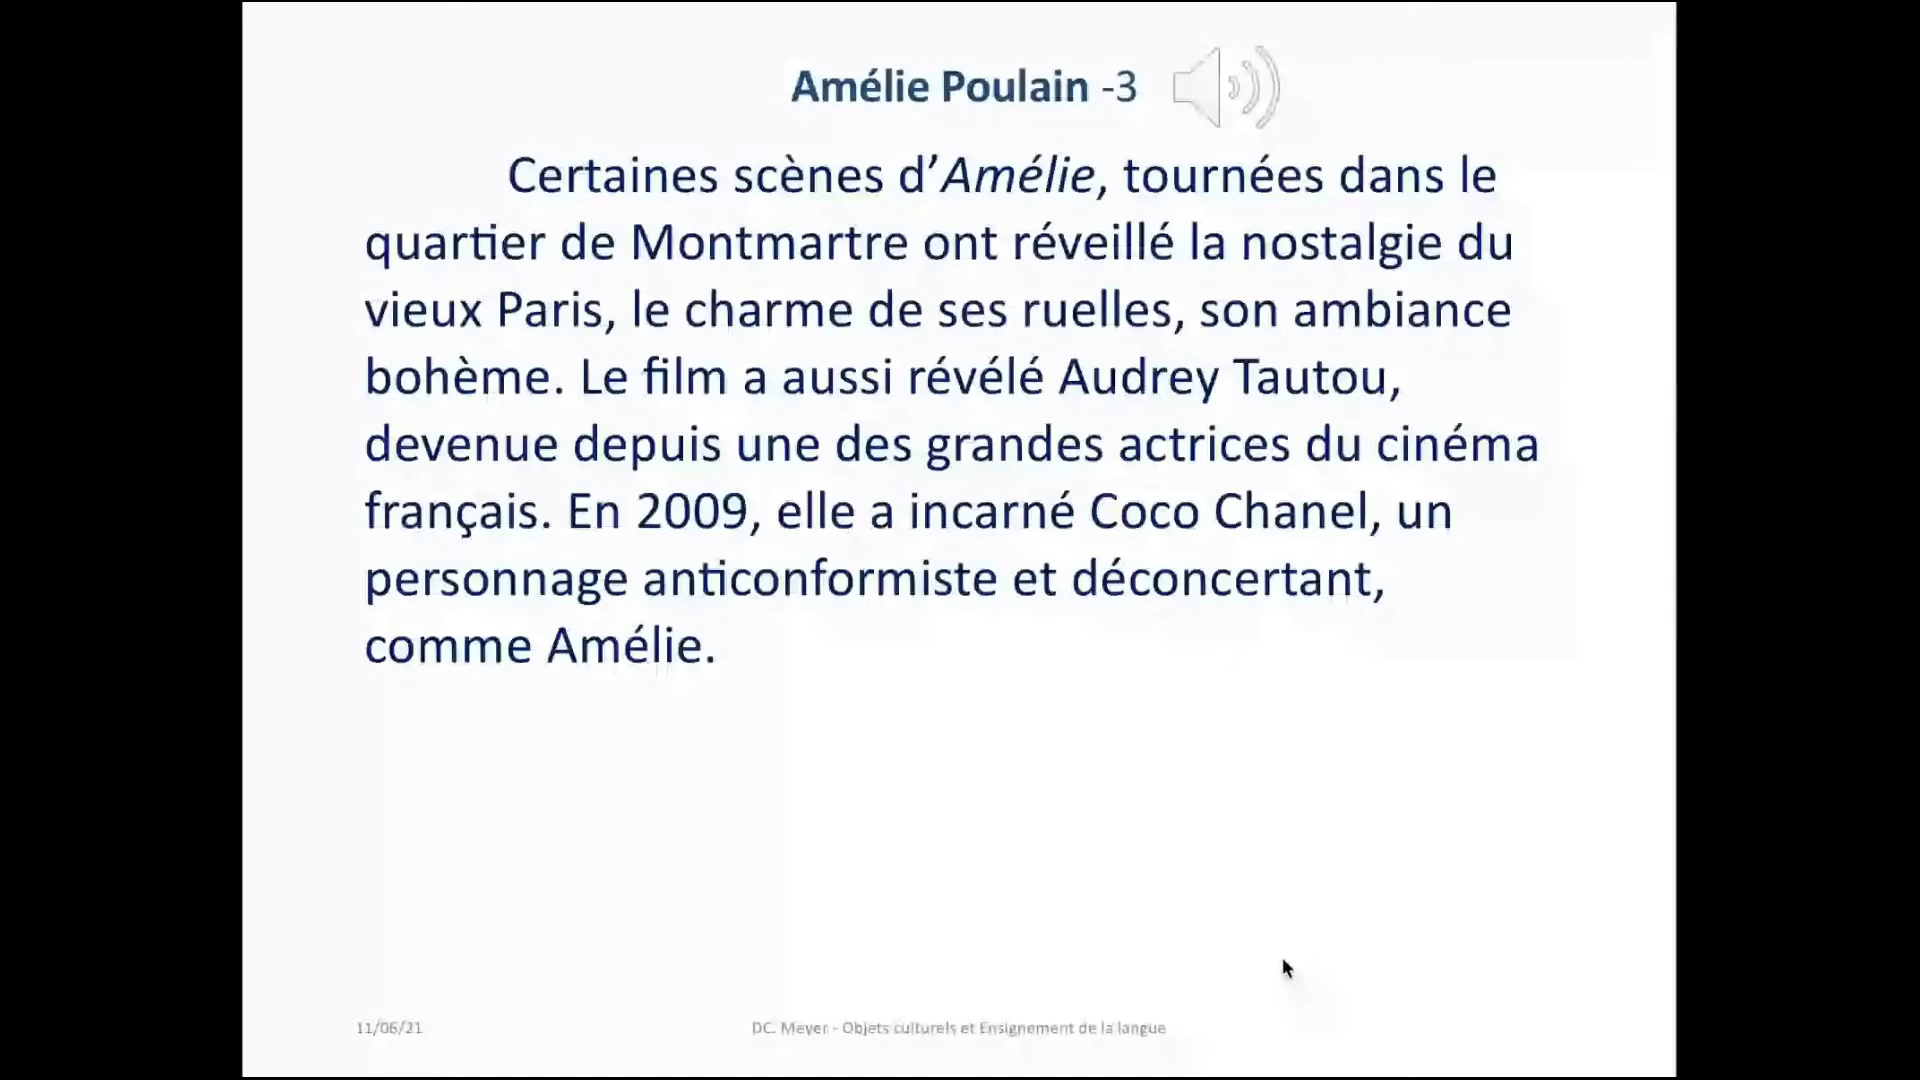 Amélie Poulain -3
Certaines scènes d’Amélie, tournées dans le
quartier de Montmartre ont réveillé la nostalgie du
vieux Paris, le charme de ses ruelles, son ambiance
bohème. Le film a aussi révélé Audrey Tautou,
devenue depuis une des grandes actrices du cinéma
français. En 2009, elle a incarné Coco Chanel, un
personnage anticonformiste et déconcertant,
comme Amélie.
11/06/21
DC. Meyer - Objets culturels et Ensignement de la langue